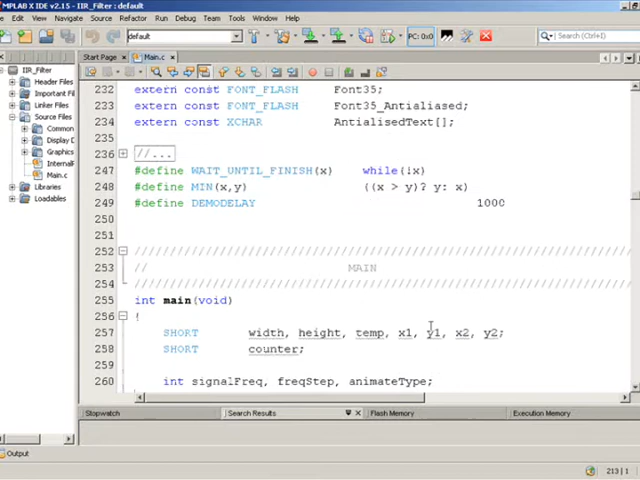 MPLAB X IDE v2.15 - IIR_Filter : default
File Edit View Navigate Source Refactor Run Debug Team Tools Window Help
default PC: 0x0 Search (Ctrl+I)
Start Page Main.c
IIR_Filter
Header Files
Important Fi
Linker Files
Source Files
Common
Display D
Graphics
InternalF
Main.c
Libraries
Loadables
232 extern const FONT_FLASH Font35;
233 extern const FONT_FLASH Font35_Antialiased;
234 extern const XCHAR AntialisedText[];
235
236 //...
247 #define WAIT_UNTIL_FINISH(x) while(!x)
248 #define MIN(x,y) ((x > y)? y: x)
249 #define DEMODELAY 1000
250
251
252 ////////////////////////////////////////////////////////////////////////
253 // MAIN
254 ////////////////////////////////////////////////////////////////////////
255 int main(void)
256 {
257 SHORT width, height, temp, x1, y1, x2, y2;
258 SHORT counter;
259
260 int signalFreq, freqStep, animateType;
Stopwatch Search Results Flash Memory Execution Memory
Output
213 | 1